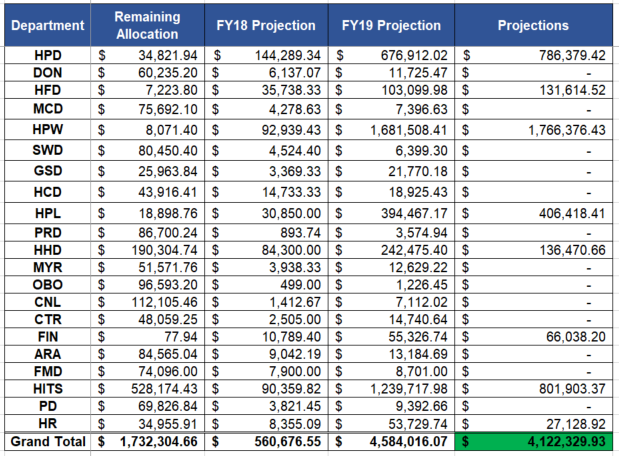 Department Remaining Allocation FY18 Projection FY19 Projection Projections
HPD $ 34,821.94 $ 144,289.34 $ 676,912.02 $ 786,379.42
DON $ 60,235.20 $ 6,137.07 $ 11,725.47 $ -
HFD $ 7,223.80 $ 35,738.33 $ 103,099.98 $ 131,614.52
MCD $ 75,692.10 $ 4,278.63 $ 7,396.63 $ -
HPW $ 8,071.40 $ 92,939.43 $ 1,681,508.41 $ 1,766,376.43
SWD $ 80,450.40 $ 4,524.40 $ 6,399.30 $ -
GSD $ 25,963.84 $ 3,369.33 $ 21,770.18 $ -
HCD $ 43,916.41 $ 14,733.33 $ 18,925.43 $ -
HPL $ 18,898.76 $ 30,850.00 $ 394,467.17 $ 406,418.41
PRD $ 86,700.24 $ 893.74 $ 3,574.94 $ -
HHD $ 190,304.74 $ 84,300.00 $ 242,475.40 $ 136,470.66
MYR $ 51,571.76 $ 3,938.33 $ 12,629.22 $ -
OBO $ 96,593.20 $ 499.00 $ 1,226.45 $ -
CNL $ 112,105.46 $ 1,412.67 $ 7,112.02 $ -
CTR $ 48,059.25 $ 2,505.00 $ 14,740.64 $ -
FIN $ 77.94 $ 10,789.40 $ 55,326.74 $ 66,038.20
ARA $ 84,565.04 $ 9,042.19 $ 13,184.69 $ -
FMD $ 74,096.00 $ 7,900.00 $ 8,701.00 $ -
HITS $ 528,174.43 $ 90,359.82 $ 1,239,717.98 $ 801,903.37
PD $ 69,826.84 $ 3,821.45 $ 9,392.66 $ -
HR $ 34,955.91 $ 8,355.09 $ 53,729.74 $ 27,128.92
Grand Total $ 1,732,304.66 $ 560,676.55 $ 4,584,016.07 $ 4,122,329.93